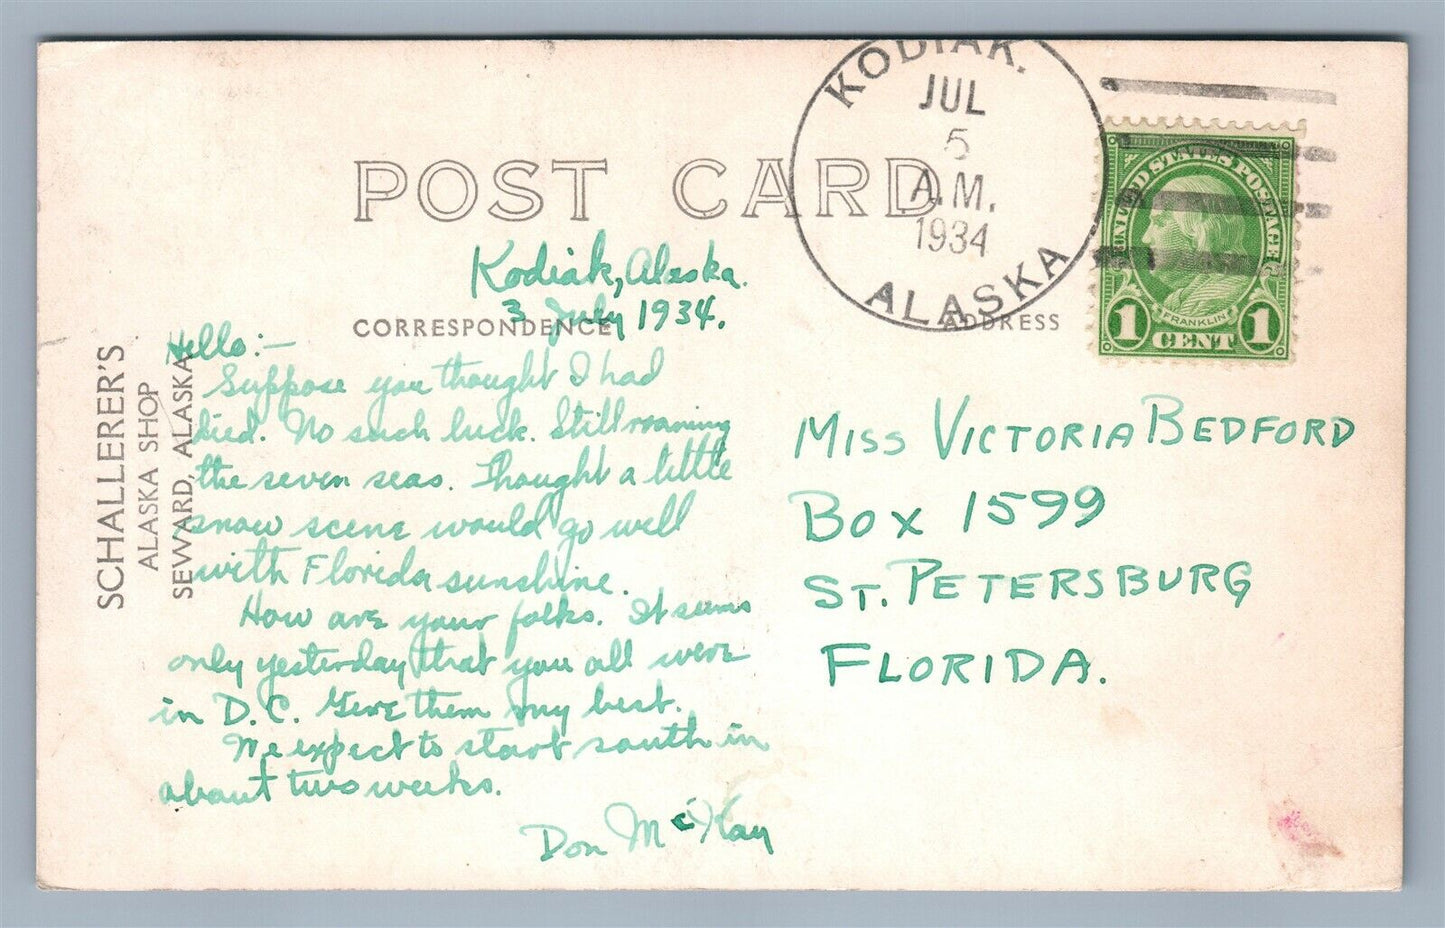 POST CARD
KODIAK,
JUL
5
A.M.
1934
ALASKA
UNITED STATES POSTAGE
FRANKLIN
1 CENT 1
CORRESPONDENCE
ADDRESS
SCHALLERER'S
ALASKA SHOP
SEWARD, ALASKA
Kodiak, Alaska.
3 July 1934.
Hello:—
Suppose you thought I had
died. No such luck. Still roaming
the seven seas. Thought a little
snow scene would go well
with Florida sunshine.
How are your folks. It seems
only yesterday that you all were
in D.C. Give them my best.
We expect to start south in
about two weeks.
Don McKay
MISS VICTORIA BEDFORD
BOX 1599
ST. PETERSBURG
FLORIDA.